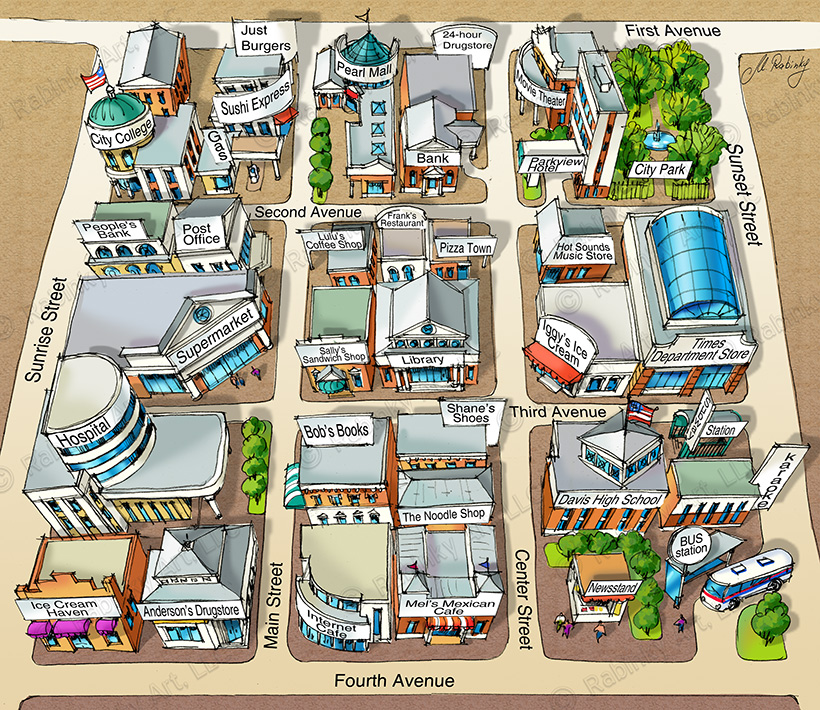 First Avenue
Just
Burgers
24-hour
Drugstore
M. Rabinky
Pearl Mall
Movie Theater
Sushi Express
City College
Gas
Bank
Parkview
Hotel
City Park
Sunset Street
Second Avenue
People's
Bank
Post
Office
Lulu's
Coffee Shop
Frank's
Restaurant
Pizza Town
Hot Sounds
Music Store
Sunrise Street
Supermarket
Sally's
Sandwich Shop
Library
Iggy's Ice
Cream
Times
Department Store
Third Avenue
Hospital
Bob's Books
Shane's
Shoes
Station
Karaoke
Davis High School
The Noodle Shop
BUS
station
Newsstand
Ice Cream
Haven
Anderson's Drugstore
Main Street
Internet
Cafe
Mel's Mexican
Cafe
Center Street
Fourth Avenue